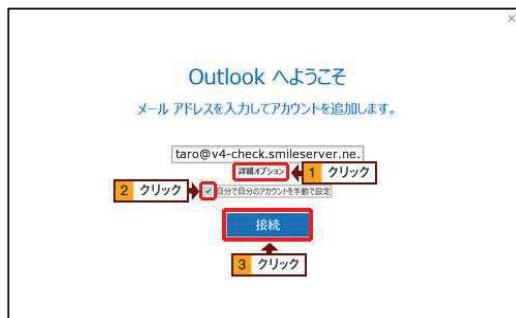 Outlook へようこそ
メール アドレスを入力してアカウントを追加します。
taro@v4-check.smileserver.ne.
詳細オプション
1 クリック
2 クリック
自分で自分のアカウントを手動で設定
接続
3 クリック